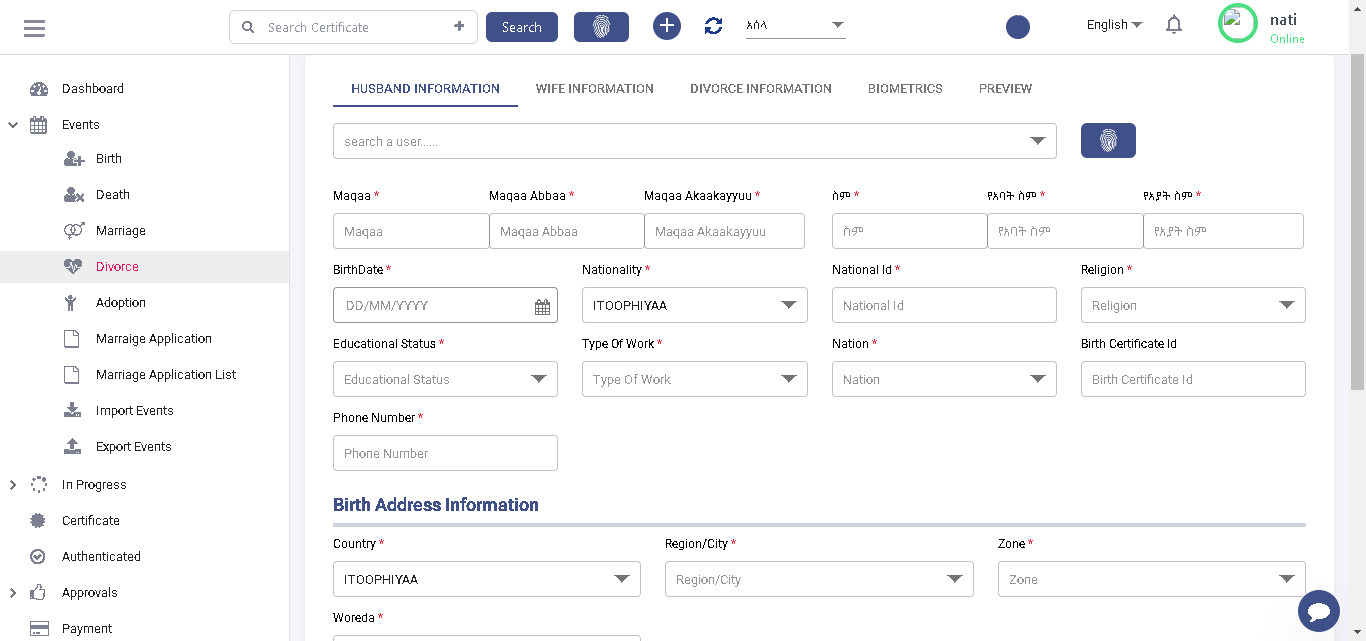 Search Certificate
Search
አሰላ
English
nati
Online
Dashboard
Events
Birth
Death
Marriage
Divorce
Adoption
Marraige Application
Marriage Application List
Import Events
Export Events
In Progress
Certificate
Authenticated
Approvals
Payment
HUSBAND INFORMATION WIFE INFORMATION DIVORCE INFORMATION BIOMETRICS PREVIEW
search a user......
Maqaa * Maqaa Abbaa * Maqaa Akaakayyuu * ስም * የአባት ስም * የአያት ስም *
Maqaa Maqaa Abbaa Maqaa Akaakayyuu ስም የአባት ስም የአያት ስም
BirthDate * Nationality * National Id * Religion *
DD/MM/YYYY ITOOPHIYAA National Id Religion
Educational Status * Type Of Work * Nation * Birth Certificate Id
Educational Status Type Of Work Nation Birth Certificate Id
Phone Number *
Phone Number
Birth Address Information
Country * Region/City * Zone *
ITOOPHIYAA Region/City Zone
Woreda *